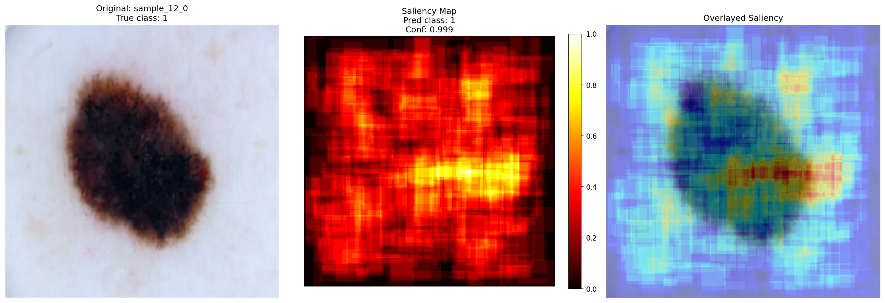 Original: sample_12_0
True class: 1
Saliency Map
Pred class: 1
Conf: 0.999
1.0
0.8
0.6
0.4
0.2
0.0
Overlayed Saliency